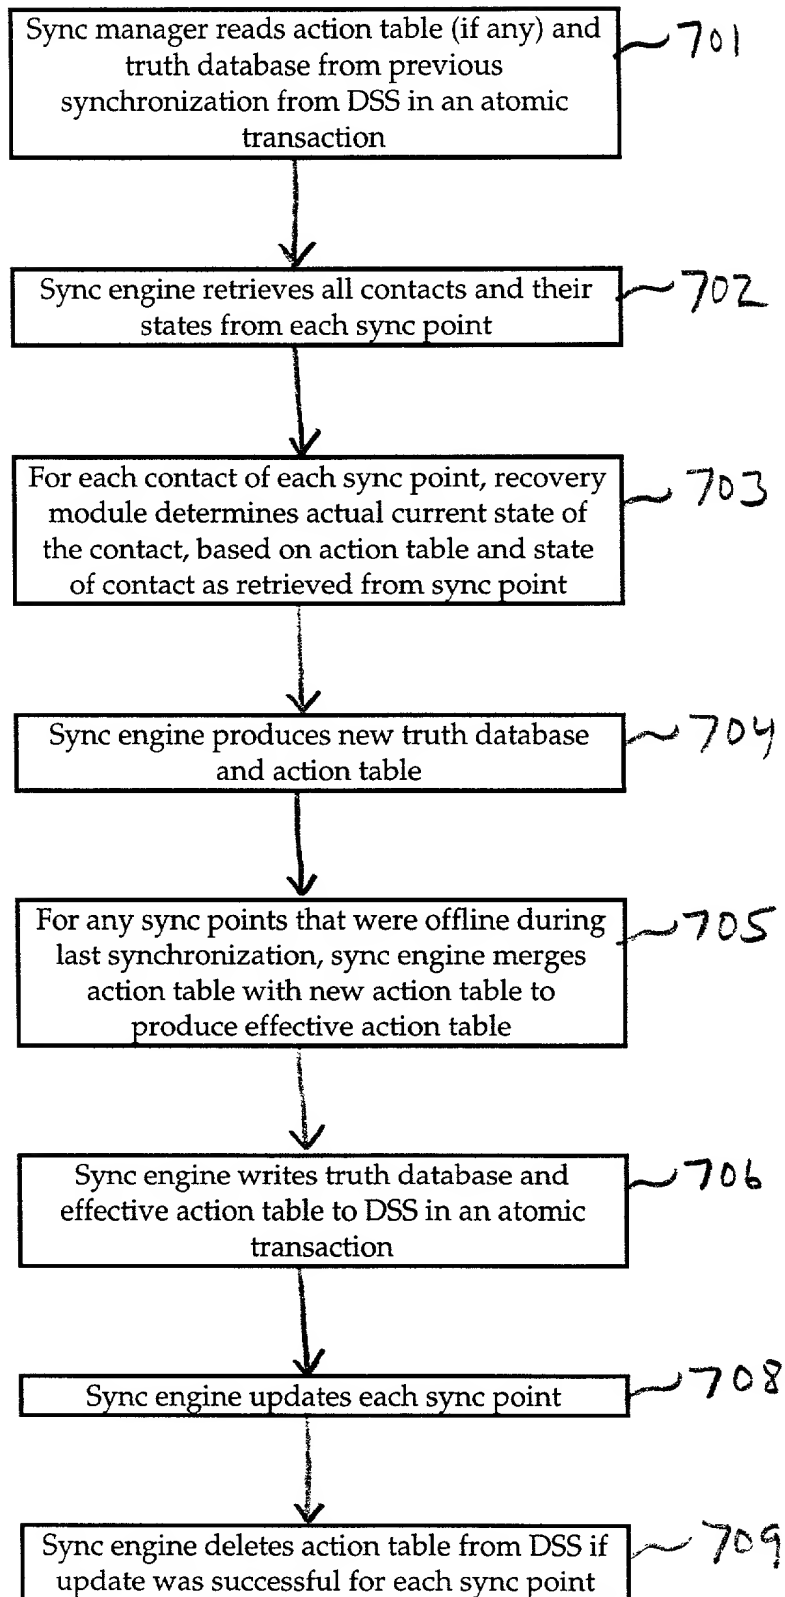 Sync manager reads action table (if any) and
truth database from previous
synchronization from DSS in an atomic
transaction
701
Sync engine retrieves all contacts and their
states from each sync point
702
For each contact of each sync point, recovery
module determines actual current state of
the contact, based on action table and state
of contact as retrieved from sync point
703
Sync engine produces new truth database
and action table
704
For any sync points that were offline during
last synchronization, sync engine merges
action table with new action table to
produce effective action table
705
Sync engine writes truth database and
effective action table to DSS in an atomic
transaction
706
Sync engine updates each sync point
708
Sync engine deletes action table from DSS if
update was successful for each sync point
709